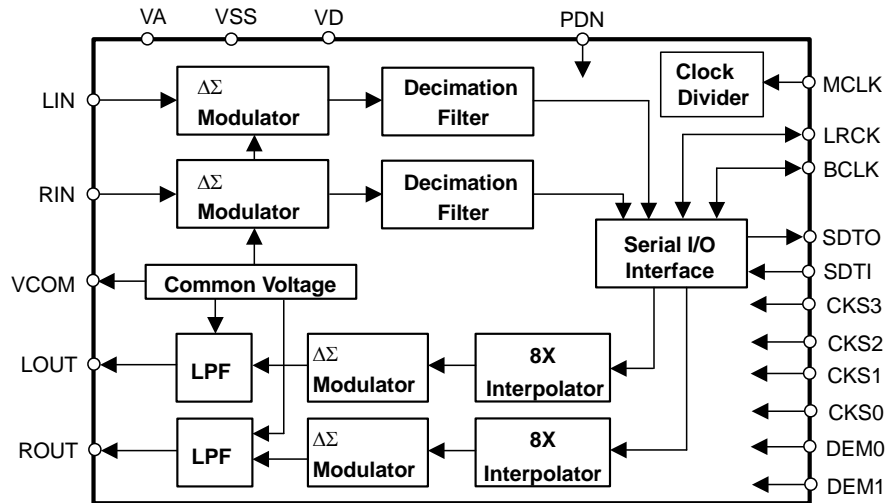 VA VSS VD PDN
LIN
ΔΣ
Modulator
Decimation
Filter
Clock
Divider
MCLK
LRCK
BCLK
RIN
ΔΣ
Modulator
Decimation
Filter
Serial I/O
Interface
SDTO
SDTI
VCOM
Common Voltage
CKS3
CKS2
CKS1
CKS0
DEM0
DEM1
LOUT
LPF
ΔΣ
Modulator
8X
Interpolator
ROUT
LPF
ΔΣ
Modulator
8X
Interpolator